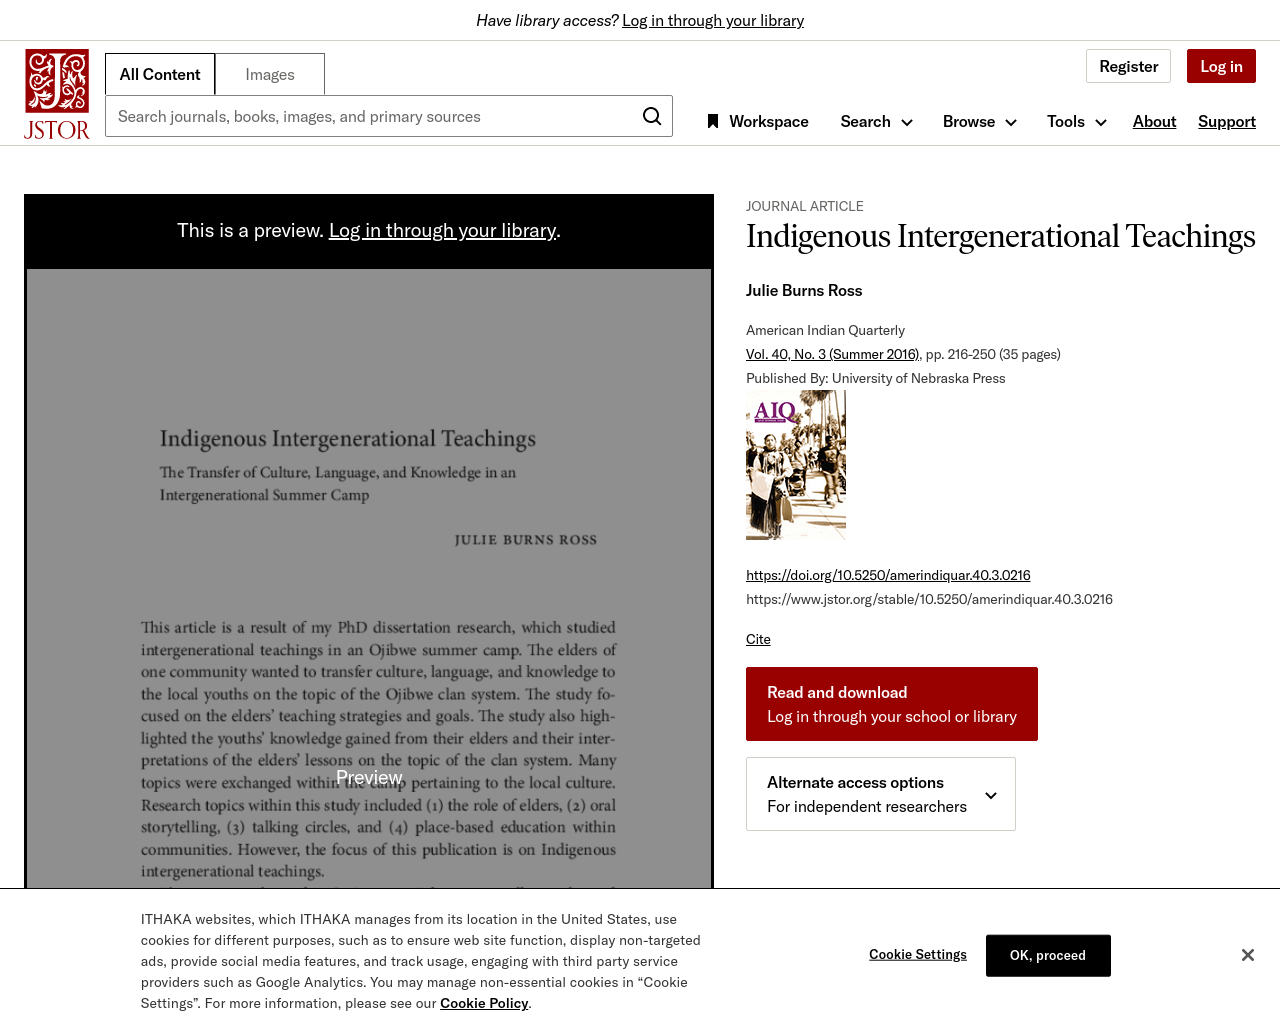 Have library access? Log in through your library
JSTOR
All Content
Images
Search journals, books, images, and primary sources
Register
Log in
Workspace
Search
Browse
Tools
About
Support
This is a preview. Log in through your library.
Indigenous Intergenerational Teachings
The Transfer of Culture, Language, and Knowledge in an
Intergenerational Summer Camp
JULIE BURNS ROSS
This article is a result of my PhD dissertation research, which studied
intergenerational teachings in an Ojibwe summer camp. The elders of
one community wanted to transfer culture, language, and knowledge to
the local youths on the topic of the Ojibwe clan system. The study fo-
cused on the elders' teaching strategies and goals. The study also high-
lighted the youths' knowledge gained from their elders and their inter-
pretations of the elders' lessons on the topic of the clan system. Many
topics were exchanged within the camp pertaining to the local culture.
Preview
Research topics within this study included (1) the role of elders, (2) oral
storytelling, (3) talking circles, and (4) place-based education within
communities. However, the focus of this publication is on Indigenous
intergenerational teachings.
JOURNAL ARTICLE
Indigenous Intergenerational Teachings
Julie Burns Ross
American Indian Quarterly
Vol. 40, No. 3 (Summer 2016), pp. 216-250 (35 pages)
Published By: University of Nebraska Press
AIQ
https://doi.org/10.5250/amerindiquar.40.3.0216
https://www.jstor.org/stable/10.5250/amerindiquar.40.3.0216
Cite
Read and download
Log in through your school or library
Alternate access options
For independent researchers
ITHAKA websites, which ITHAKA manages from its location in the United States, use
cookies for different purposes, such as to ensure web site function, display non-targeted
ads, provide social media features, and track usage, engaging with third party service
providers such as Google Analytics. You may manage non-essential cookies in “Cookie
Settings”. For more information, please see our Cookie Policy.
Cookie Settings
OK, proceed